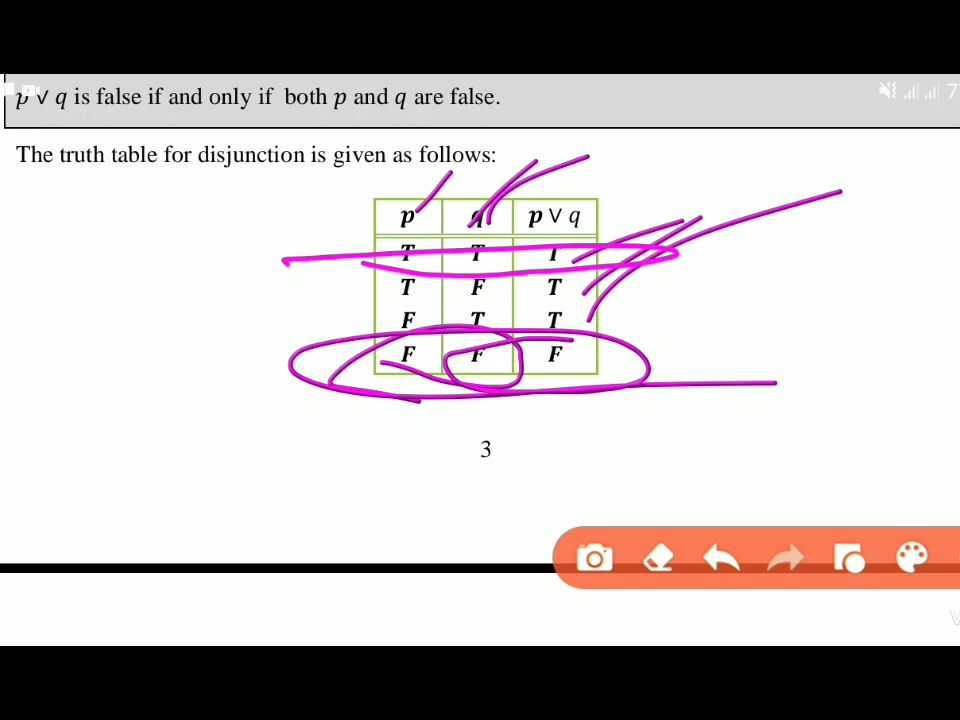 p ∨ q is false if and only if both p and q are false.
7
The truth table for disjunction is given as follows:
p q p ∨ q
T T T
T F T
F T T
F F F
3